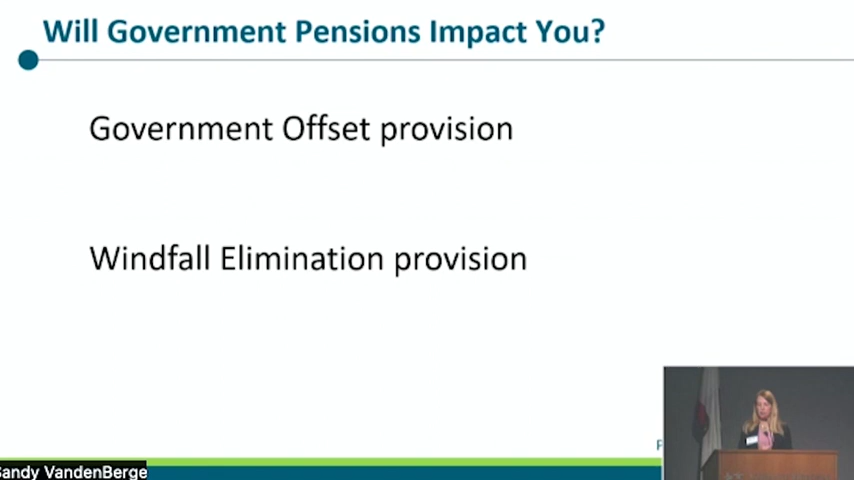 Will Government Pensions Impact You?
Government Offset provision
Windfall Elimination provision
Sandy VandenBerge